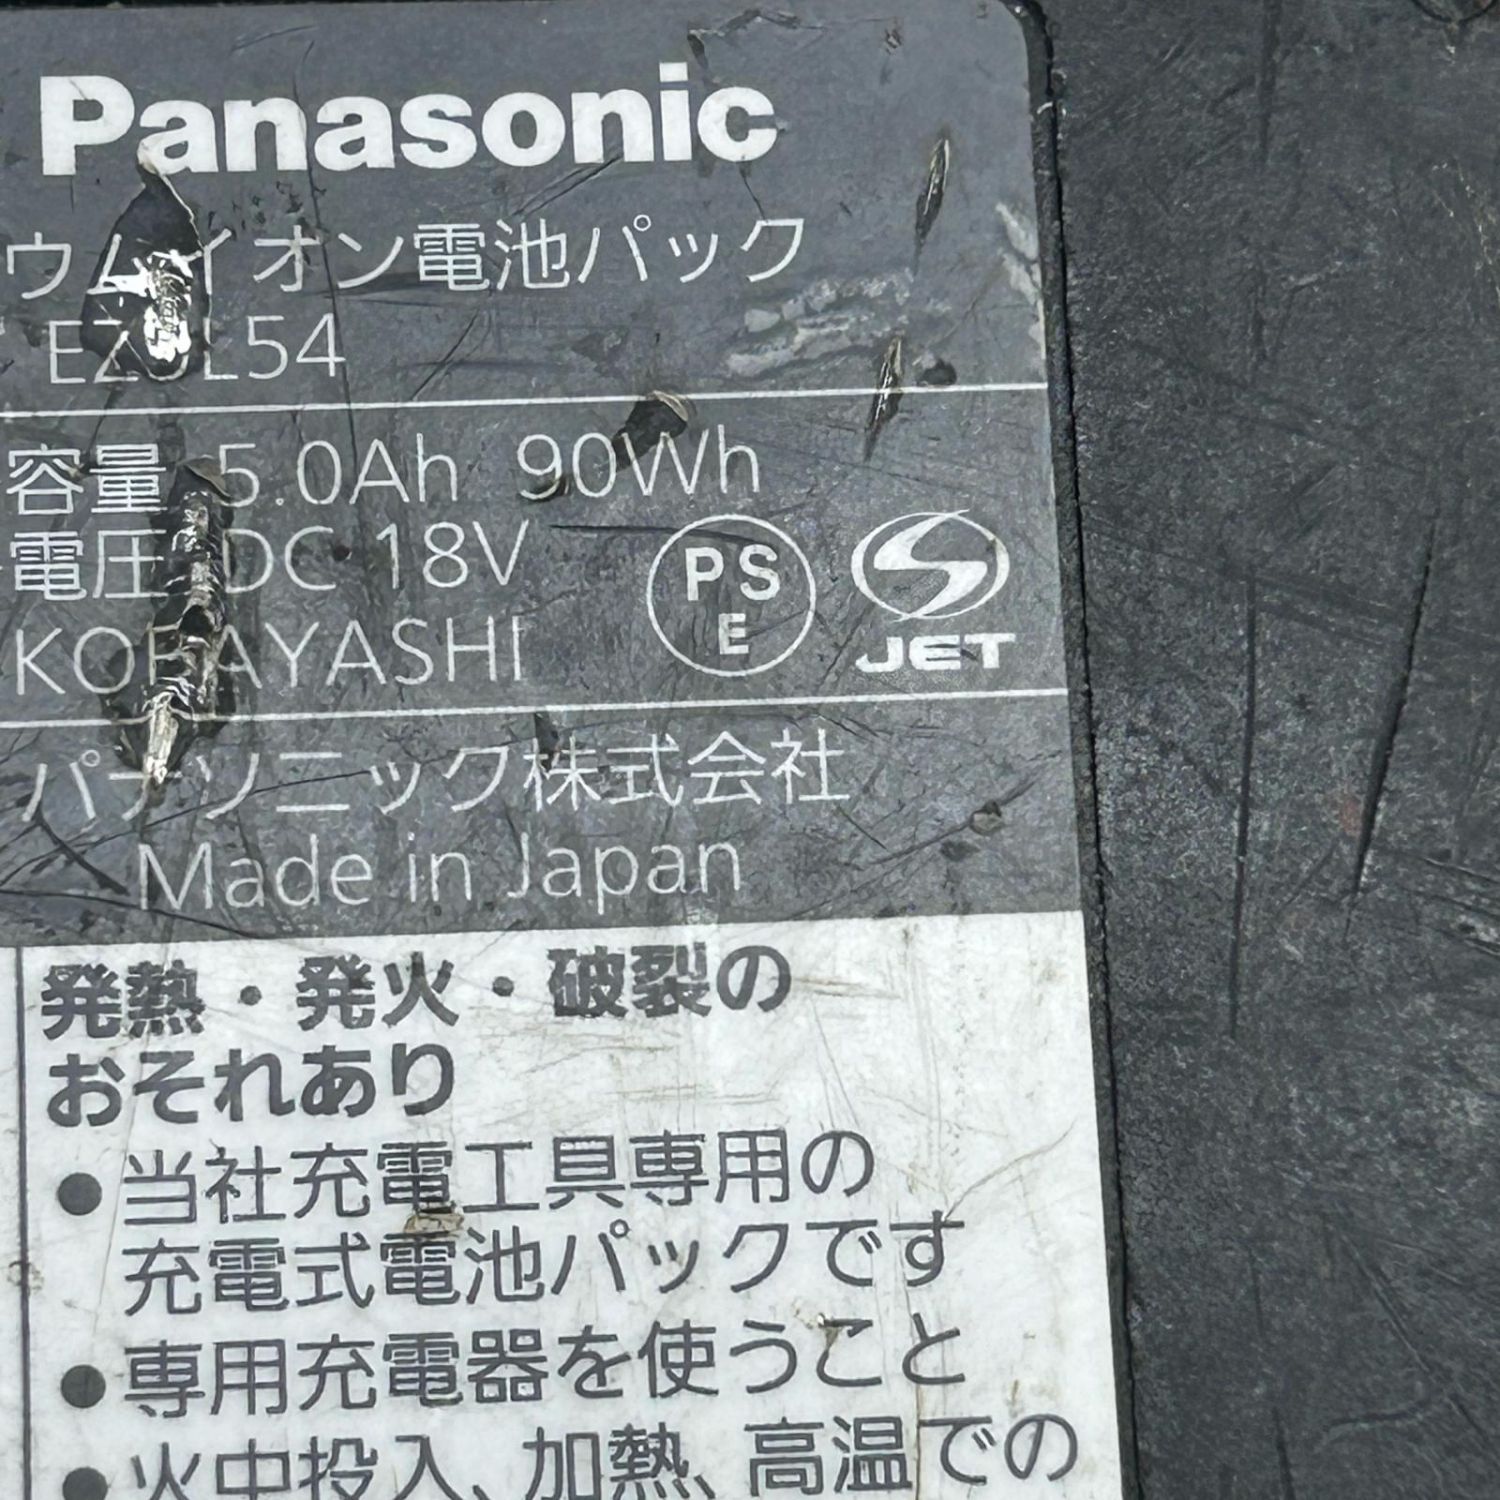 Panasonic
ウムイオン電池パック
EZ9L54
容量 5.0Ah 90Wh
電圧 DC 18V
PS
E
JET
KOBAYASHI
パナソニック株式会社
Made in Japan
発熱・発火・破裂の
おそれあり
●当社充電工具専用の
充電式電池パックです
●専用充電器を使うこと
●火中投入、加熱、高温での